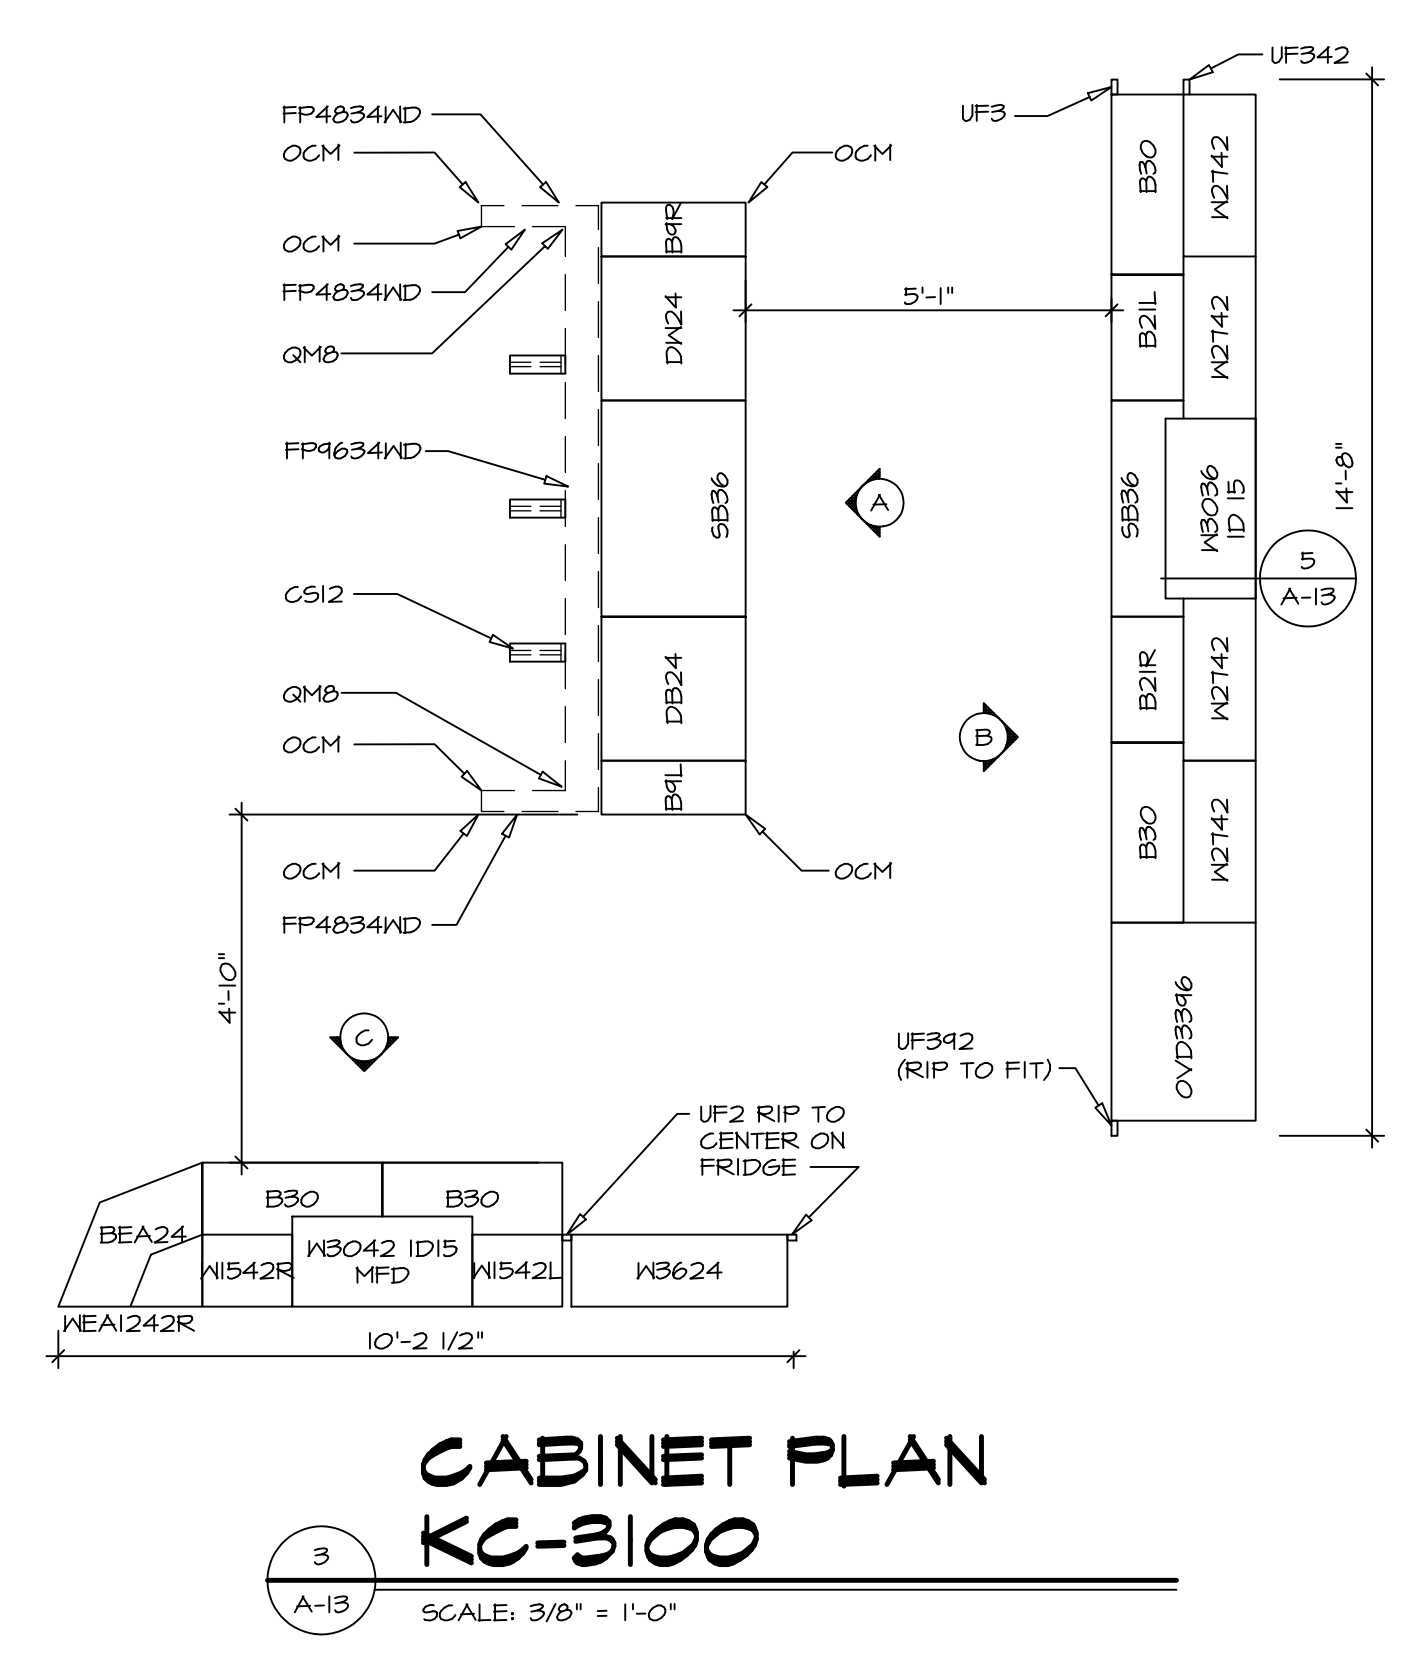 UF342
UF3
FP4834WD
OCM
OCM
OCM
FP4834WD
QM8
FP9634WD
CS12
QM8
OCM
OCM
FP4834WD
OCM
B9R
DW24
SB36
DB24
B9L
5'-1"
A
B
C
B30
W2742
B21L
W2742
SB36
W3036
ID 15
B21R
W2742
B30
W2742
OVD3396
14'-8"
5
A-13
4'-10"
UF392
(RIP TO FIT)
UF2 RIP TO
CENTER ON
FRIDGE
B30
B30
BEA24
W1542R
W3042 ID15
MFD
W1542L
W3624
WEA1242R
10'-2 1/2"
CABINET PLAN
KC-3100
3
A-13
SCALE: 3/8" = 1'-0"